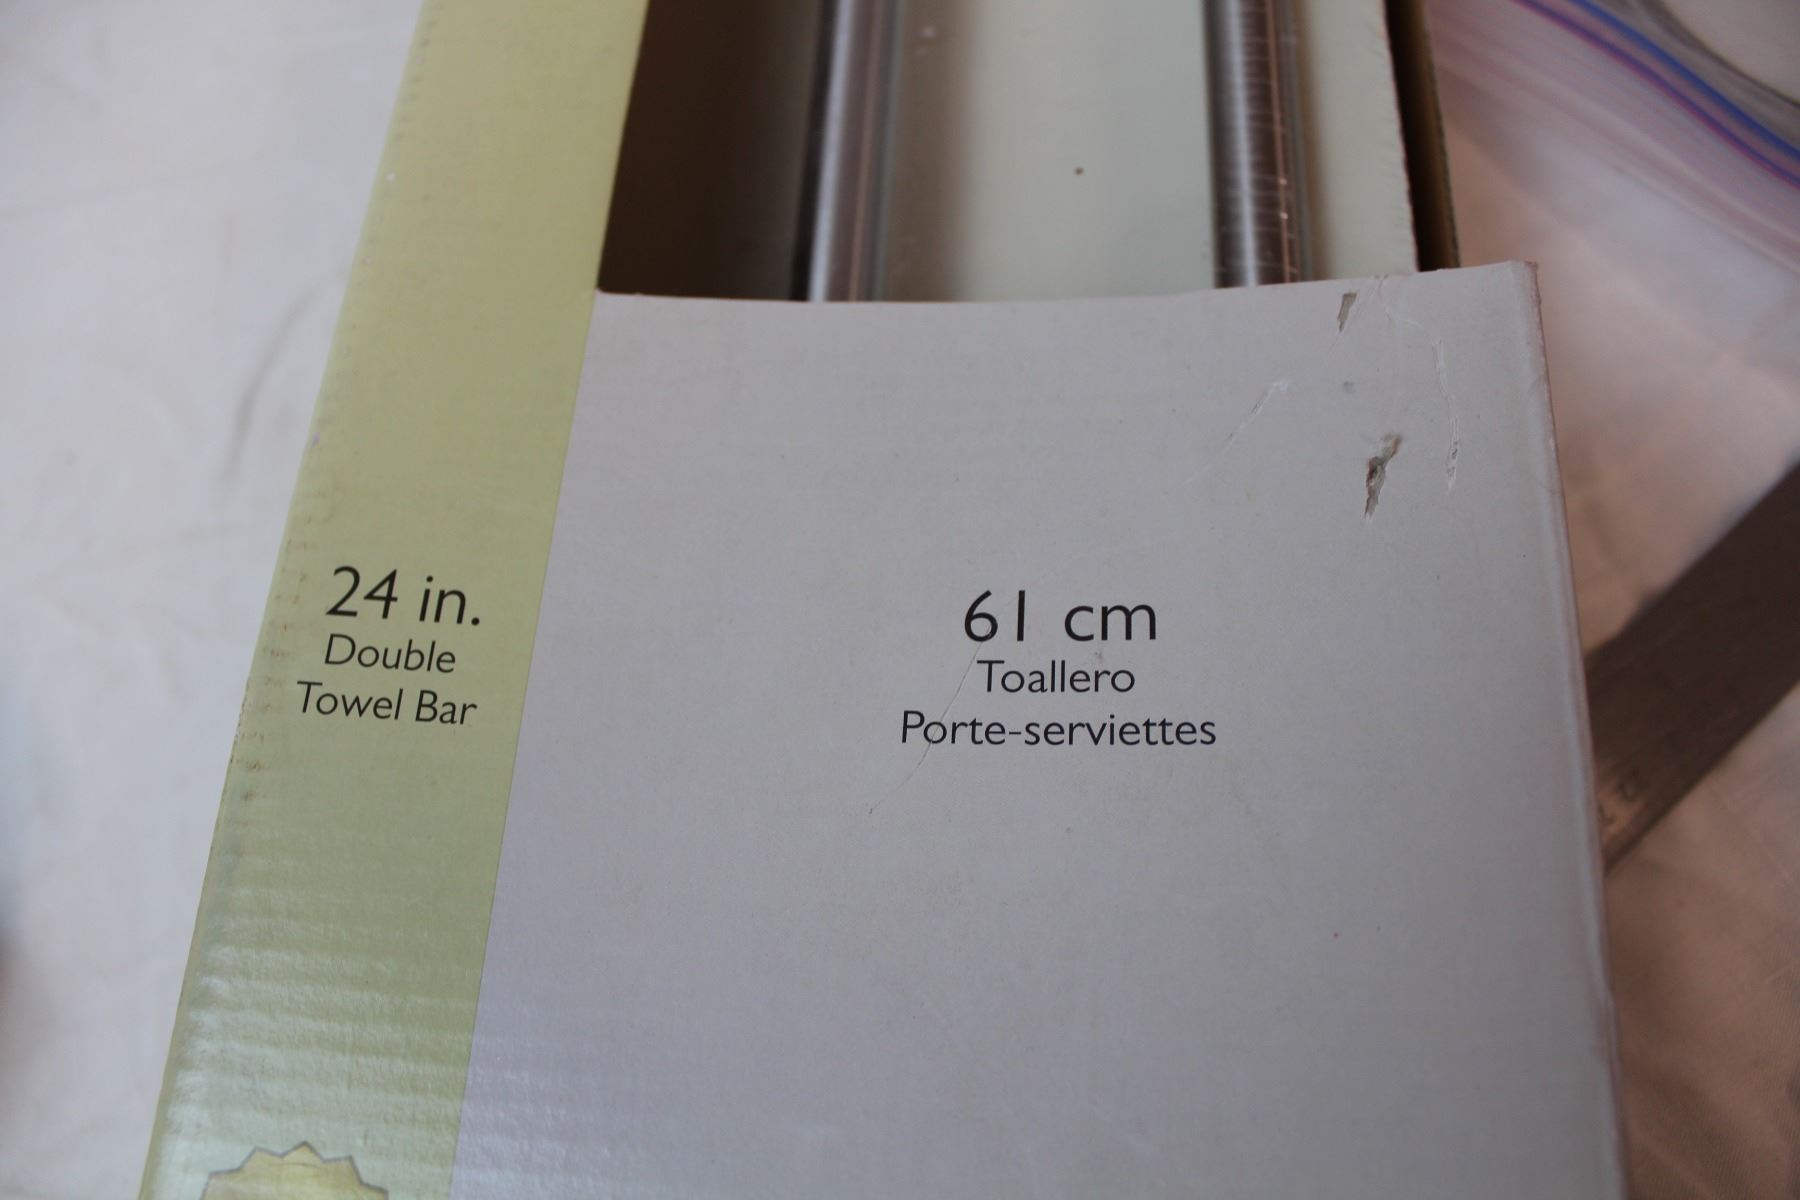 24 in.
Double
Towel Bar
61 cm
Toallero
Porte-serviettes